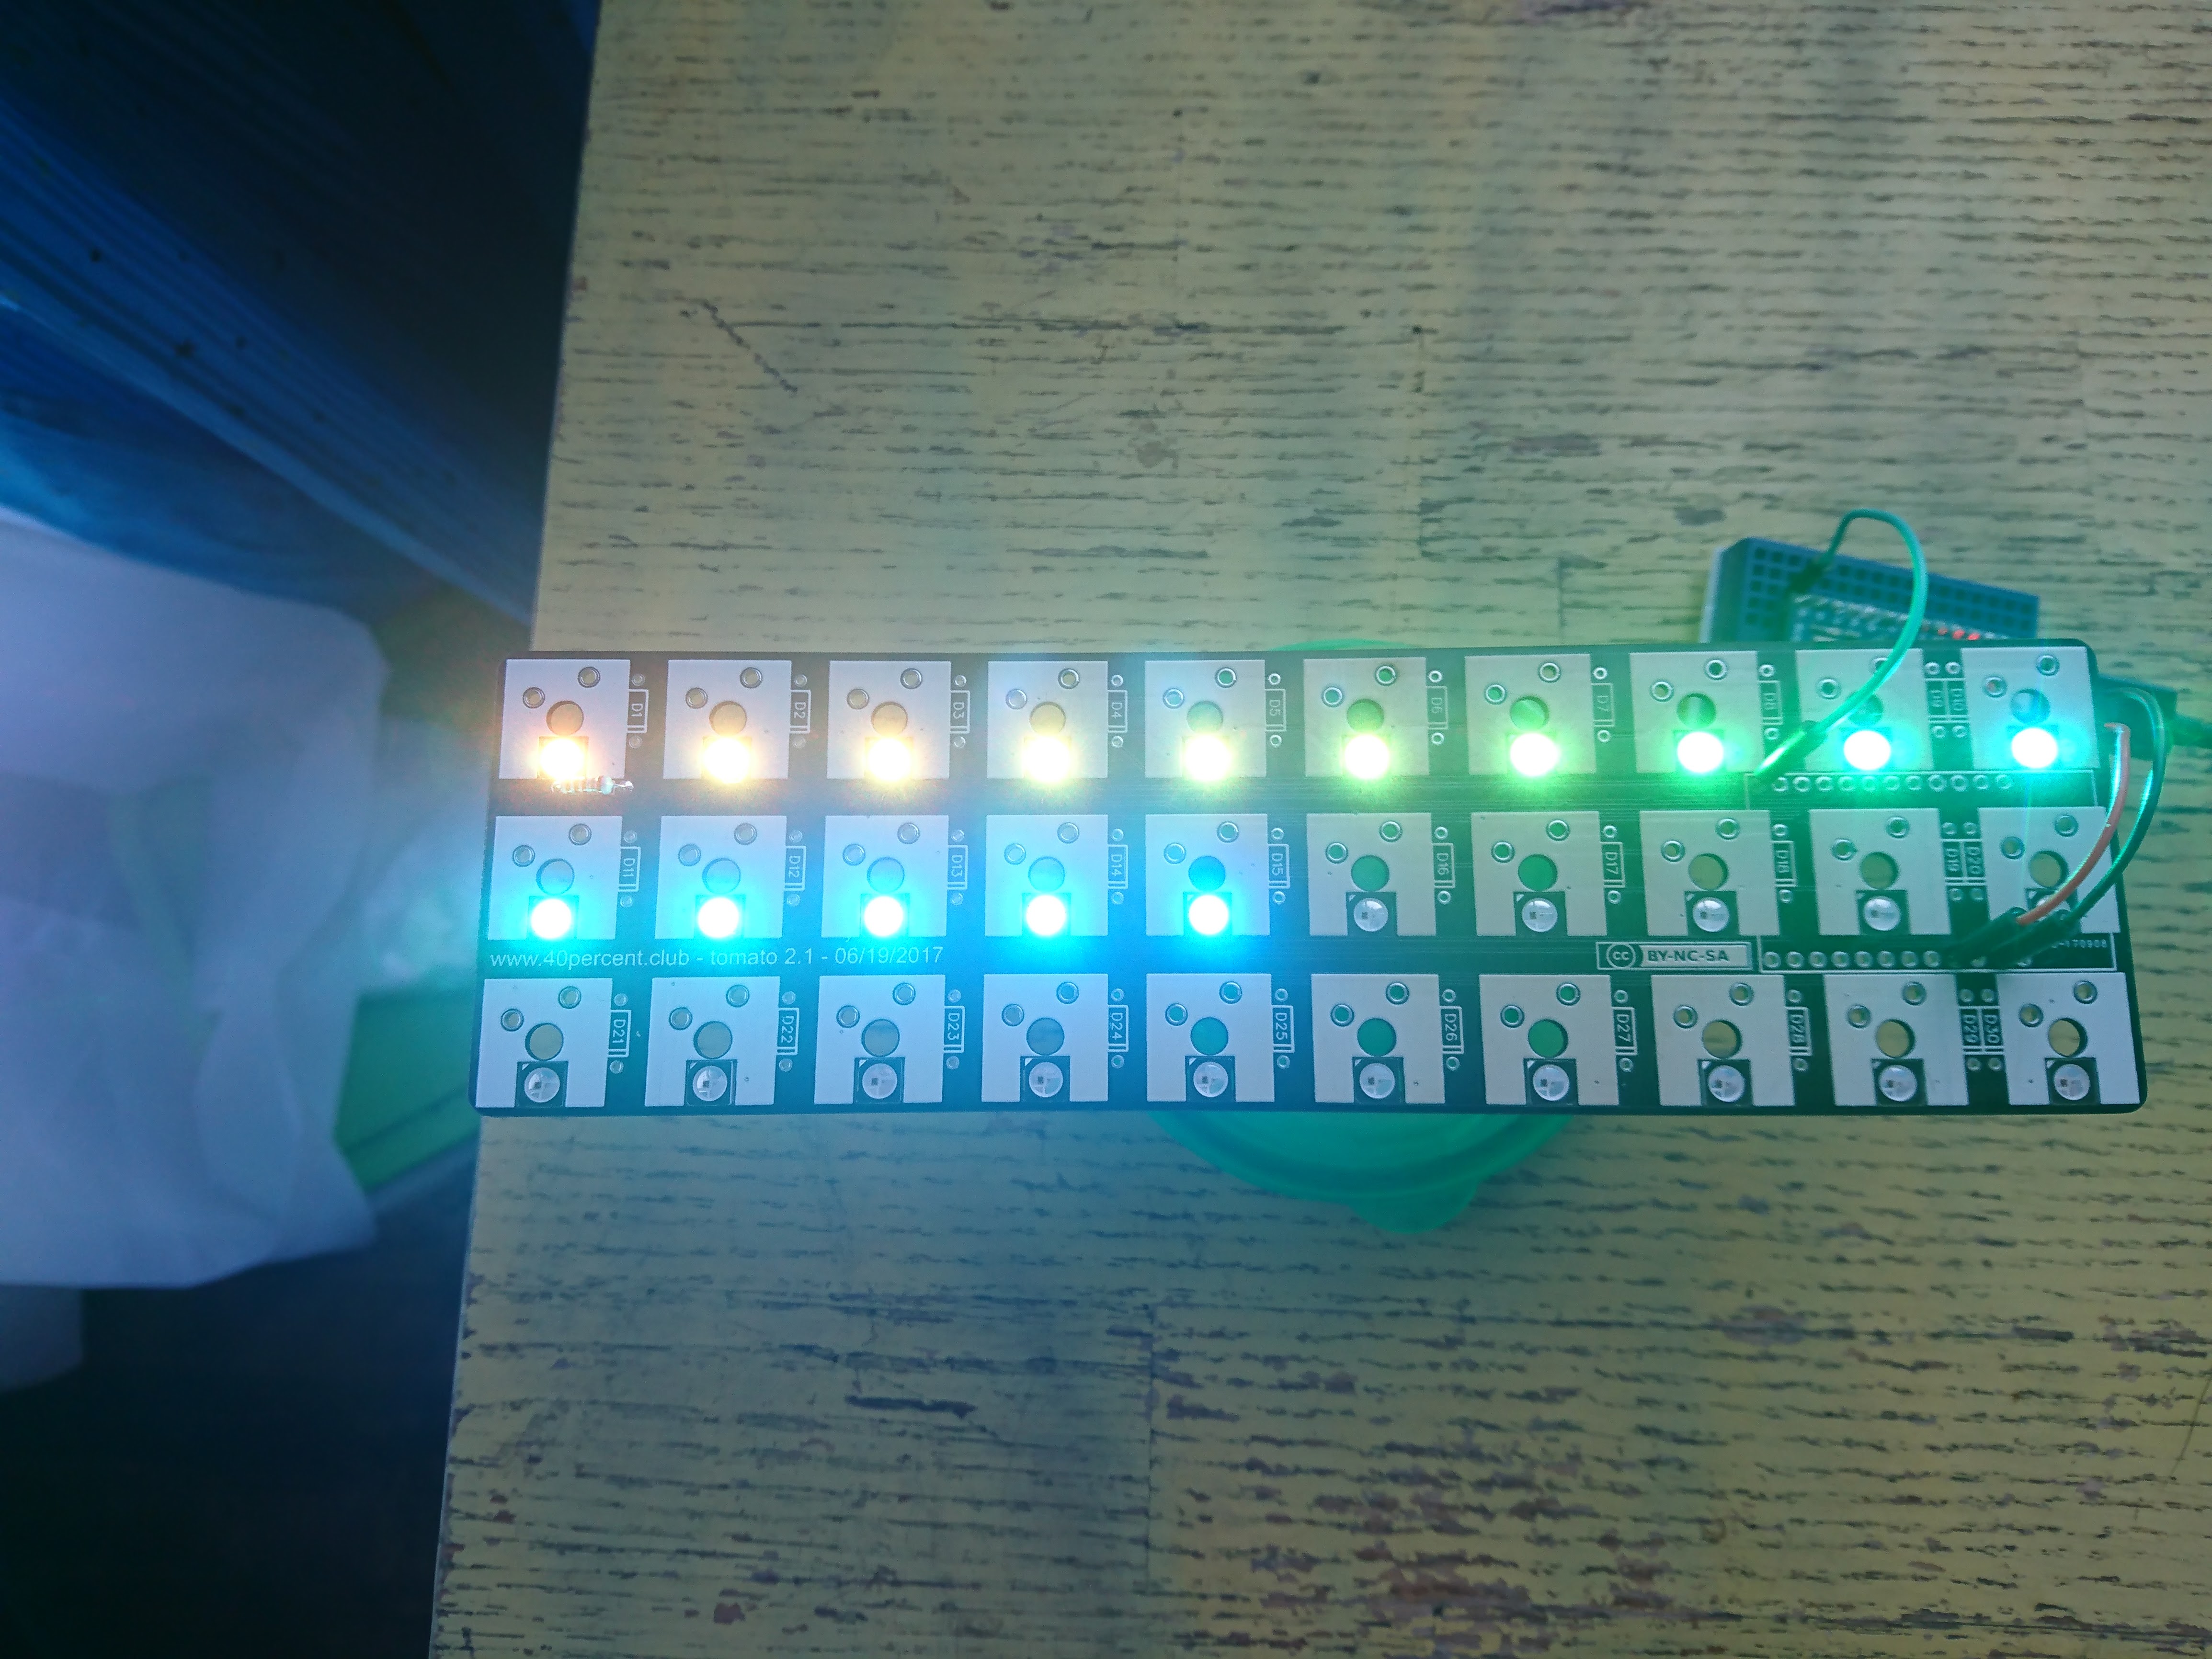 www.40percent.club - tomato 2.1 - 06/19/2017
D21
D11
D1
D22
D12
D2
D23
D13
D3
D24
D14
D4
D25
D15
D5
D26
D16
D6
D27
D17
D7
cc BY-NC-SA
D28
D18
D8
D29
D19
D9
D30
D20
D10